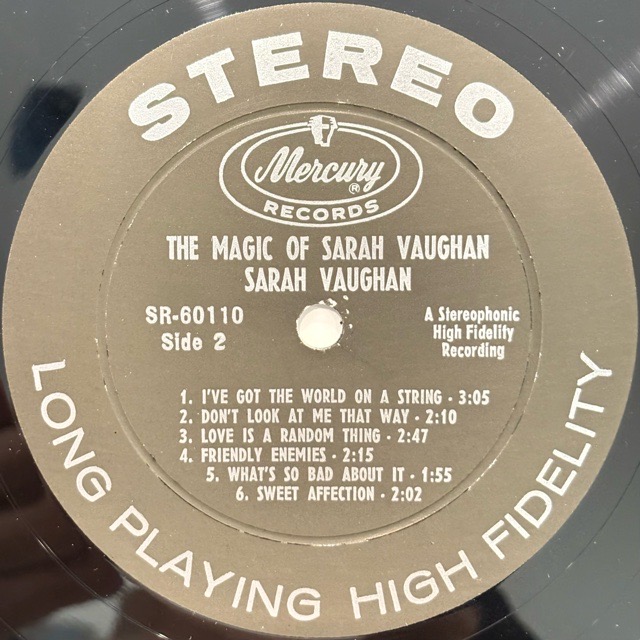 STEREO
Mercury
®
RECORDS
THE MAGIC OF SARAH VAUGHAN
SARAH VAUGHAN
SR-60110
Side 2
A Stereophonic
High Fidelity
Recording
1. I'VE GOT THE WORLD ON A STRING · 3:05
2. DON'T LOOK AT ME THAT WAY · 2:10
3. LOVE IS A RANDOM THING · 2:47
4. FRIENDLY ENEMIES · 2:15
5. WHAT'S SO BAD ABOUT IT · 1:55
6. SWEET AFFECTION · 2:02
LONG PLAYING HIGH FIDELITY